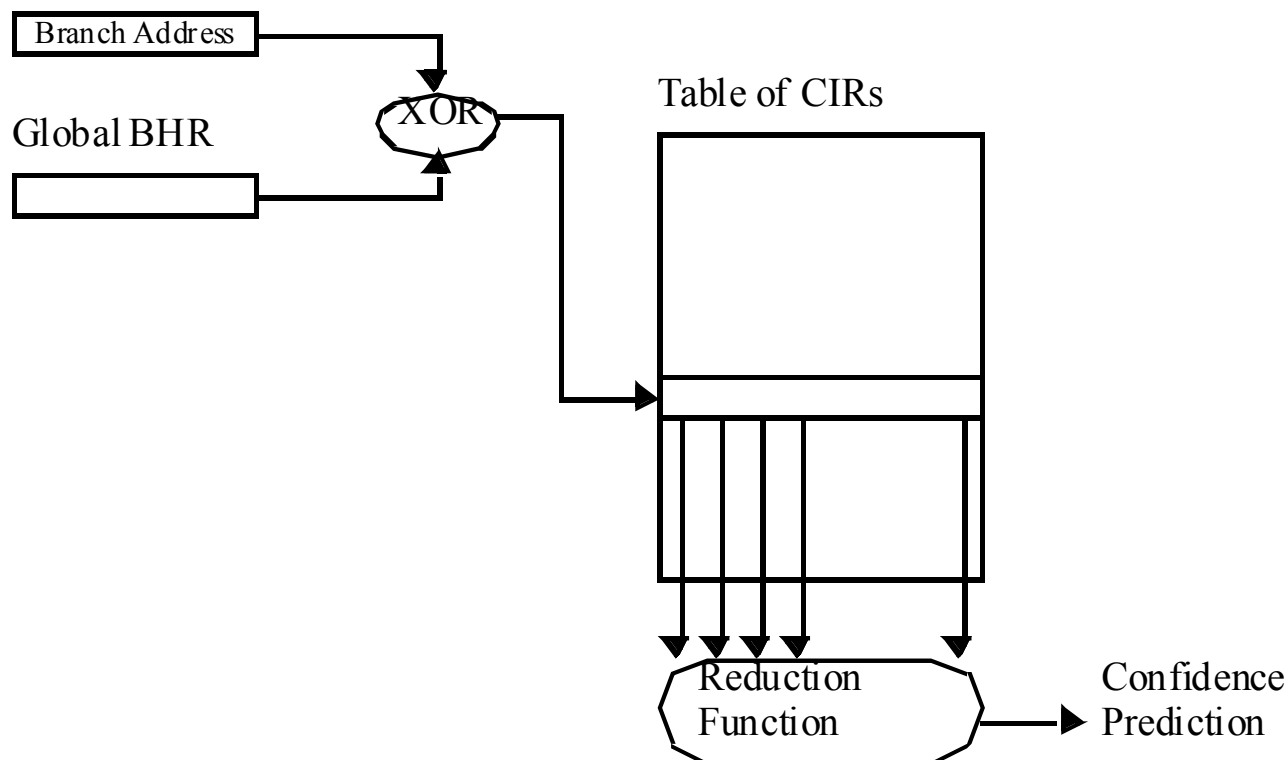 Branch Address
XOR
Global BHR
Table of CIRs
Reduction
Function
Confidence
Prediction